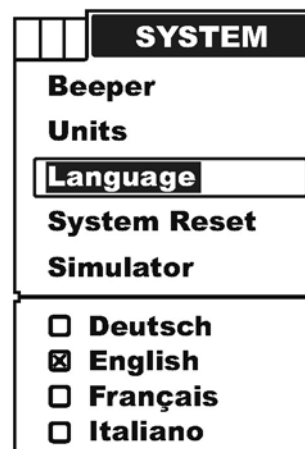 SYSTEM
Beeper
Units
Language
System Reset
Simulator
Deutsch
English
Français
Italiano